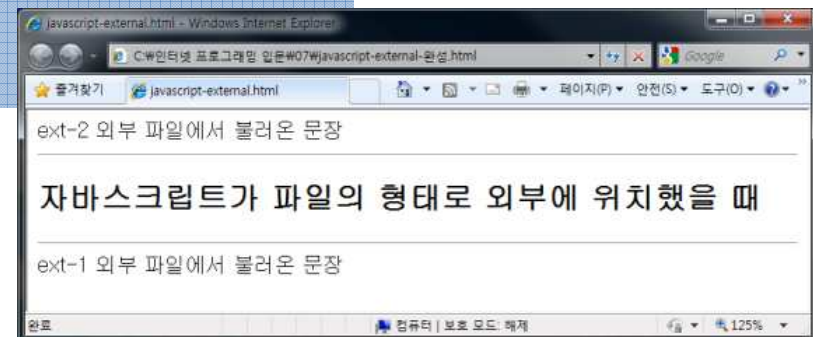 javascript-external.html - Windows Internet Explorer
C:₩인터넷 프로그래밍 입문₩07₩javascript-external-완성.html
Google
즐겨찾기
javascript-external.html
페이지(P) 안전(S) 도구(O)
ext-2 외부 파일에서 불러온 문장
자바스크립트가 파일의 형태로 외부에 위치했을 때
ext-1 외부 파일에서 불러온 문장
완료
컴퓨터 | 보호 모드: 해제
125%